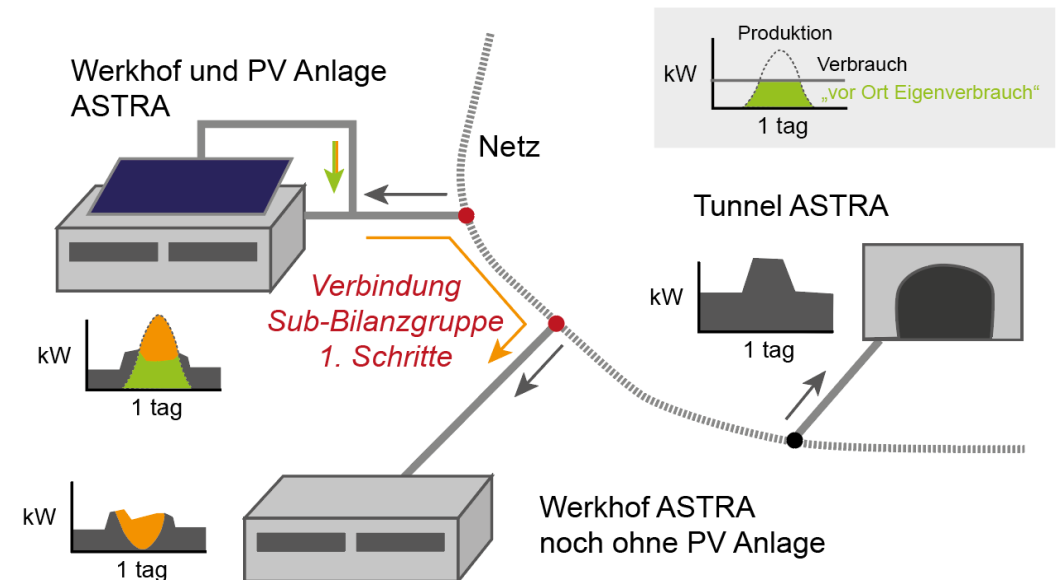 Werkhof und PV Anlage
ASTRA
Produktion
kW
Verbrauch
„vor Ort Eigenverbrauch“
1 tag
Netz
Tunnel ASTRA
kW
1 tag
Verbindung
Sub-Bilanzgruppe
1. Schritte
kW
1 tag
kW
1 tag
Werkhof ASTRA
noch ohne PV Anlage